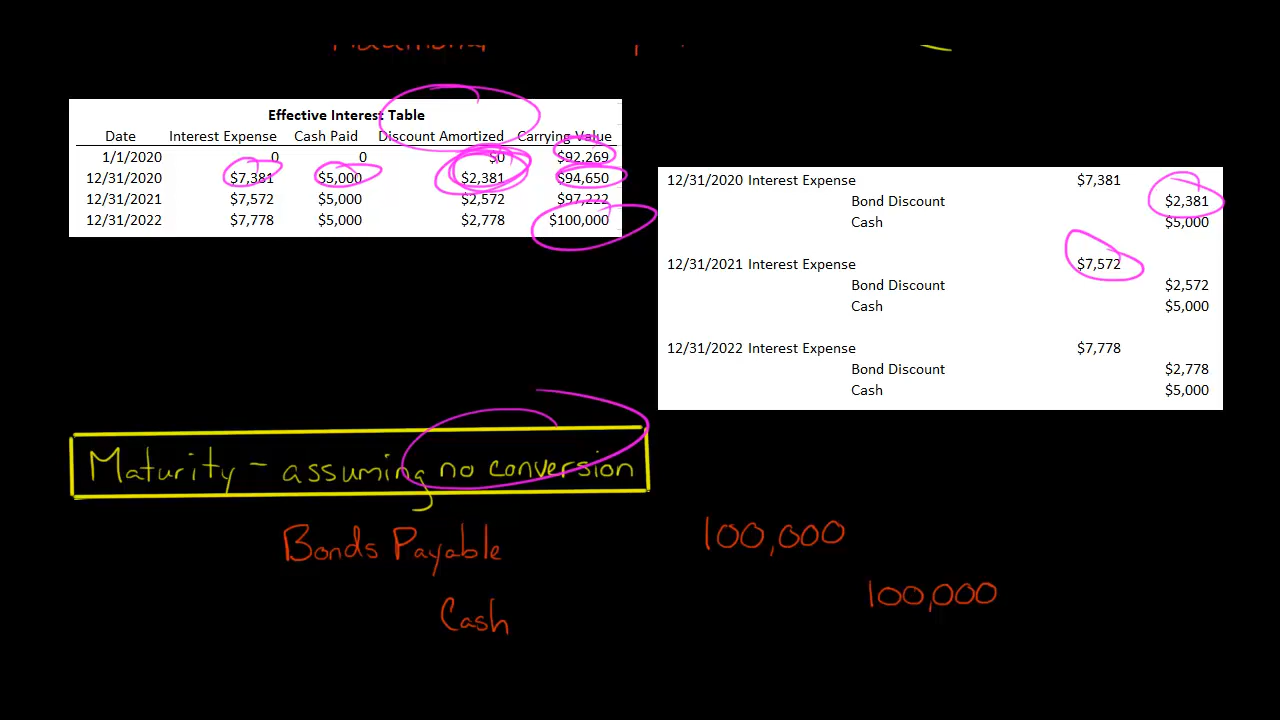 Effective Interest Table
Date Interest Expense Cash Paid Discount Amortized Carrying Value
1/1/2020 0 0 $0 $92,269
12/31/2020 $7,381 $5,000 $2,381 $94,650
12/31/2021 $7,572 $5,000 $2,572 $97,222
12/31/2022 $7,778 $5,000 $2,778 $100,000
12/31/2020 Interest Expense $7,381
Bond Discount $2,381
Cash $5,000
12/31/2021 Interest Expense $7,572
Bond Discount $2,572
Cash $5,000
12/31/2022 Interest Expense $7,778
Bond Discount $2,778
Cash $5,000
Maturity - assuming no conversion
Bonds Payable 100,000
Cash 100,000